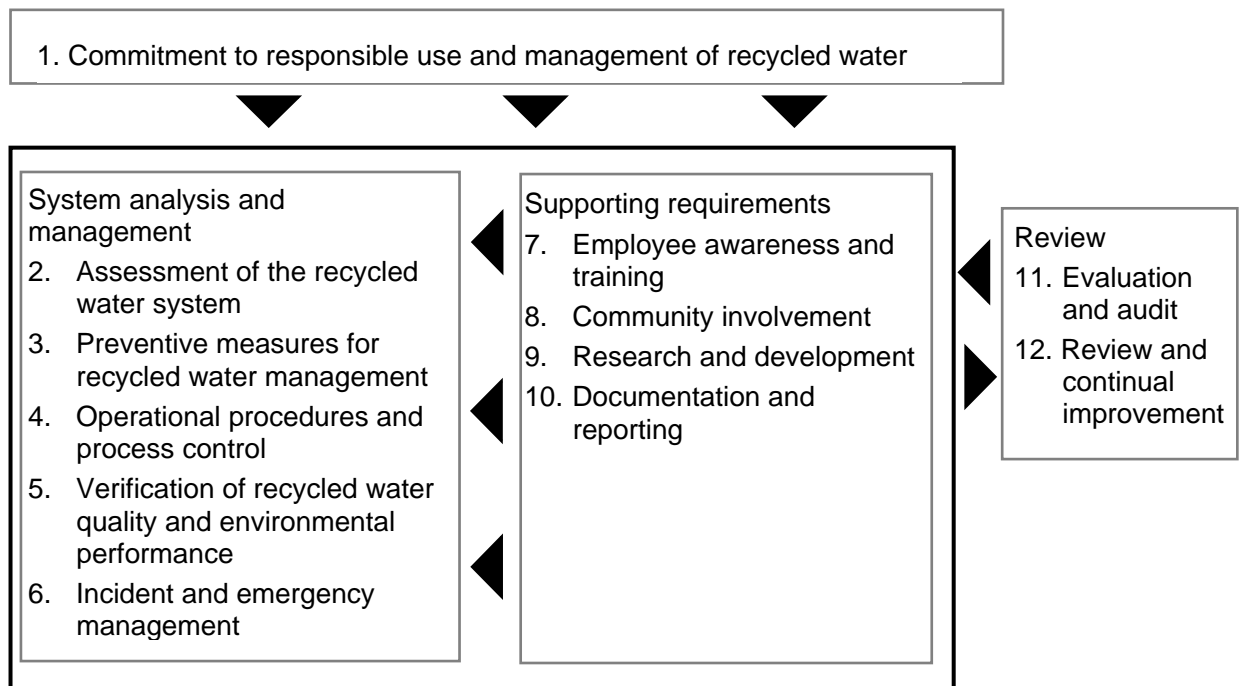 1. Commitment to responsible use and management of recycled water
System analysis and
management
2. Assessment of the recycled
water system
3. Preventive measures for
recycled water management
4. Operational procedures and
process control
5. Verification of recycled water
quality and environmental
performance
6. Incident and emergency
management
Supporting requirements
7. Employee awareness and
training
8. Community involvement
9. Research and development
10. Documentation and
reporting
Review
11. Evaluation
and audit
12. Review and
continual
improvement